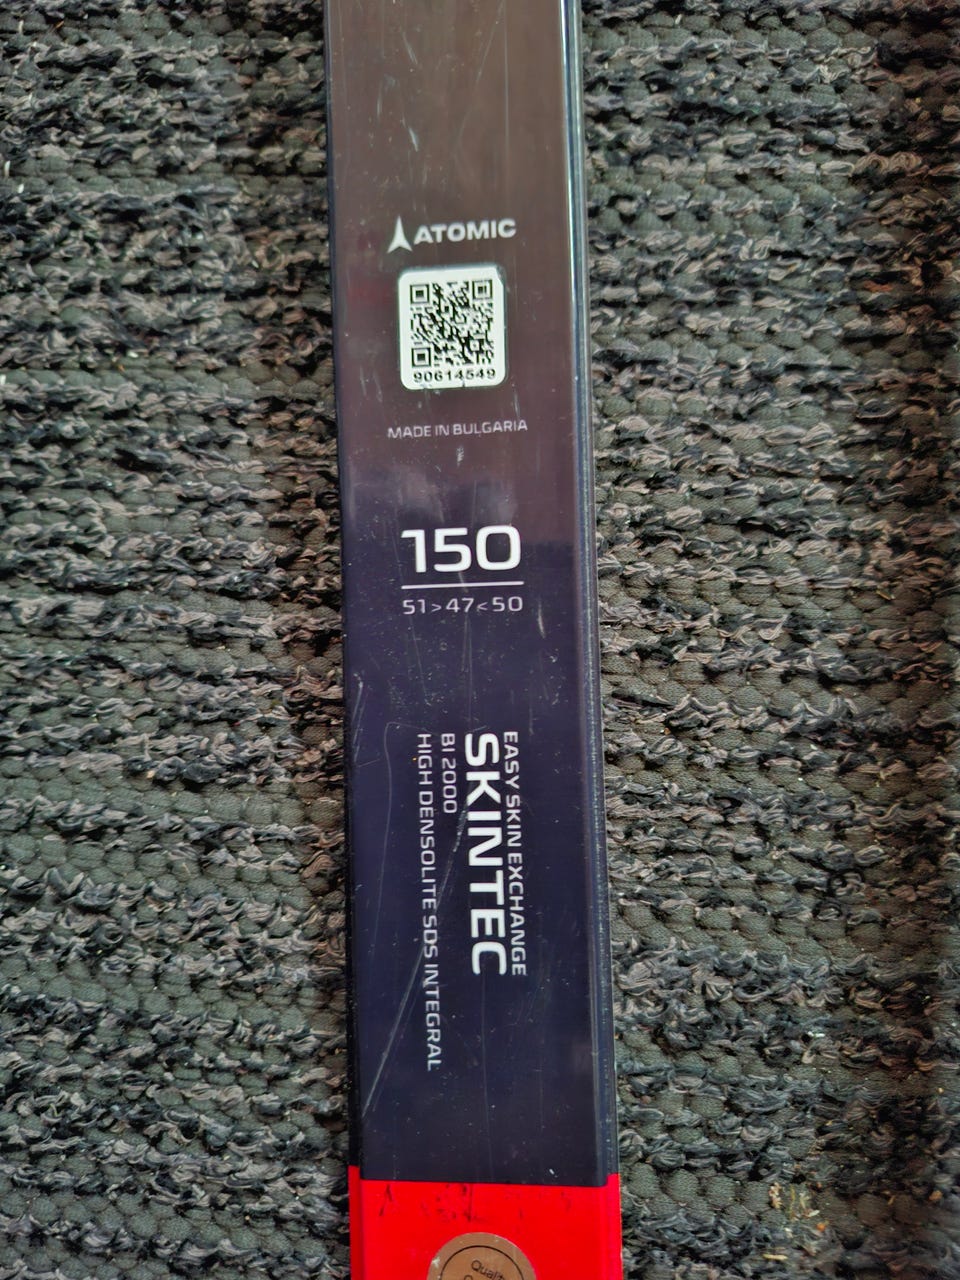 ATOMIC
90614549
MADE IN BULGARIA
150
51>47<50
EASY SKIN EXCHANGE
SKINTEC
BI 2000
HIGH DENSOLITE SDS INTEGRAL
Quality